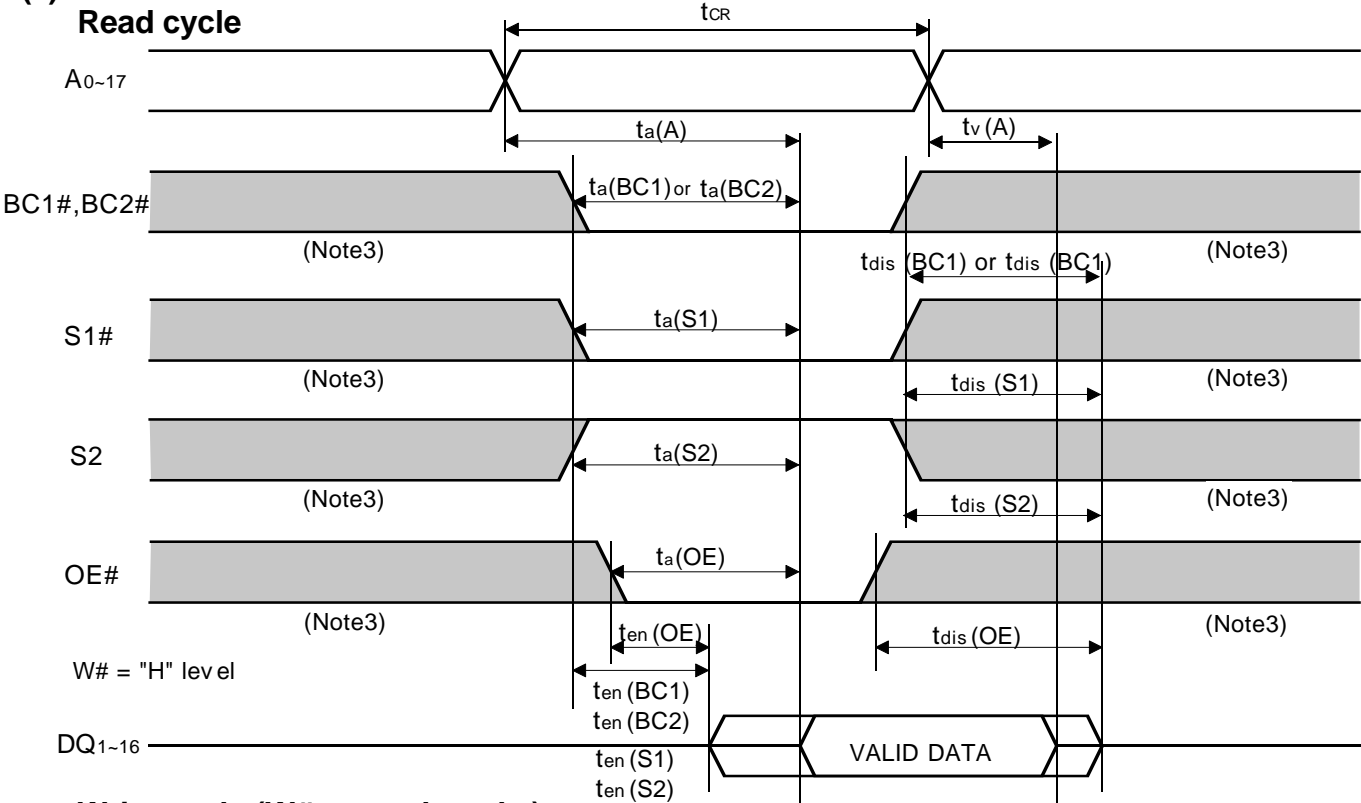 Read cycle
tCR
A0~17
ta(A)
tv (A)
BC1#,BC2#
ta(BC1) or ta(BC2)
(Note3)
(Note3)
tdis (BC1) or tdis (BC1)
S1#
ta(S1)
(Note3)
(Note3)
tdis (S1)
S2
ta(S2)
(Note3)
(Note3)
tdis (S2)
OE#
ta(OE)
(Note3)
(Note3)
ten (OE)
tdis (OE)
W# = "H" level
ten (BC1)
ten (BC2)
DQ1~16
VALID DATA
ten (S1)
ten (S2)